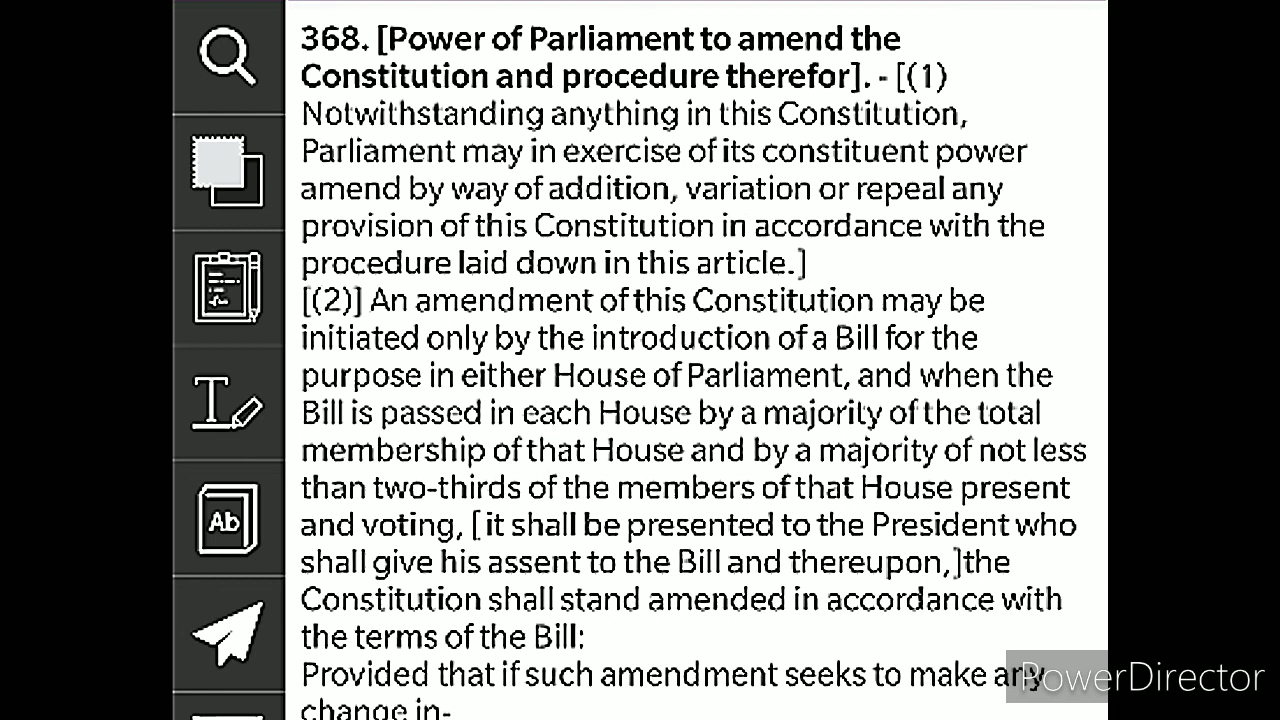 368. [Power of Parliament to amend the
Constitution and procedure therefor]. - [(1)
Notwithstanding anything in this Constitution,
Parliament may in exercise of its constituent power
amend by way of addition, variation or repeal any
provision of this Constitution in accordance with the
procedure laid down in this article.]
[(2)] An amendment of this Constitution may be
initiated only by the introduction of a Bill for the
purpose in either House of Parliament, and when the
Bill is passed in each House by a majority of the total
membership of that House and by a majority of not less
than two-thirds of the members of that House present
and voting, [ it shall be presented to the President who
shall give his assent to the Bill and thereupon,]the
Constitution shall stand amended in accordance with
the terms of the Bill:
Provided that if such amendment seeks to make any
change in-
T
Ab
PowerDirector